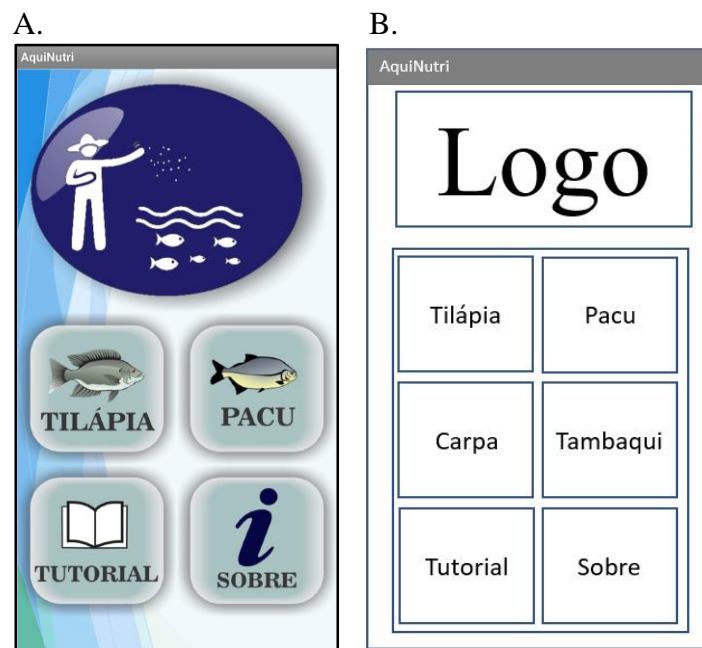 A.
AquiNutri
TILÁPIA
PACU
TUTORIAL
SOBRE
B.
AquiNutri
Logo
Tilápia
Pacu
Carpa
Tambaqui
Tutorial
Sobre